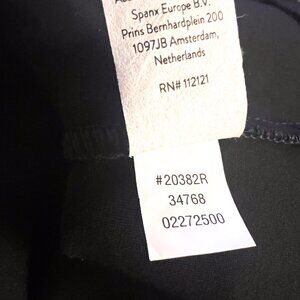 Spanx Europe B.V.
Prins Bernhardplein 200
1097JB Amsterdam,
Netherlands
RN# 112121
#20382R
34768
02272500